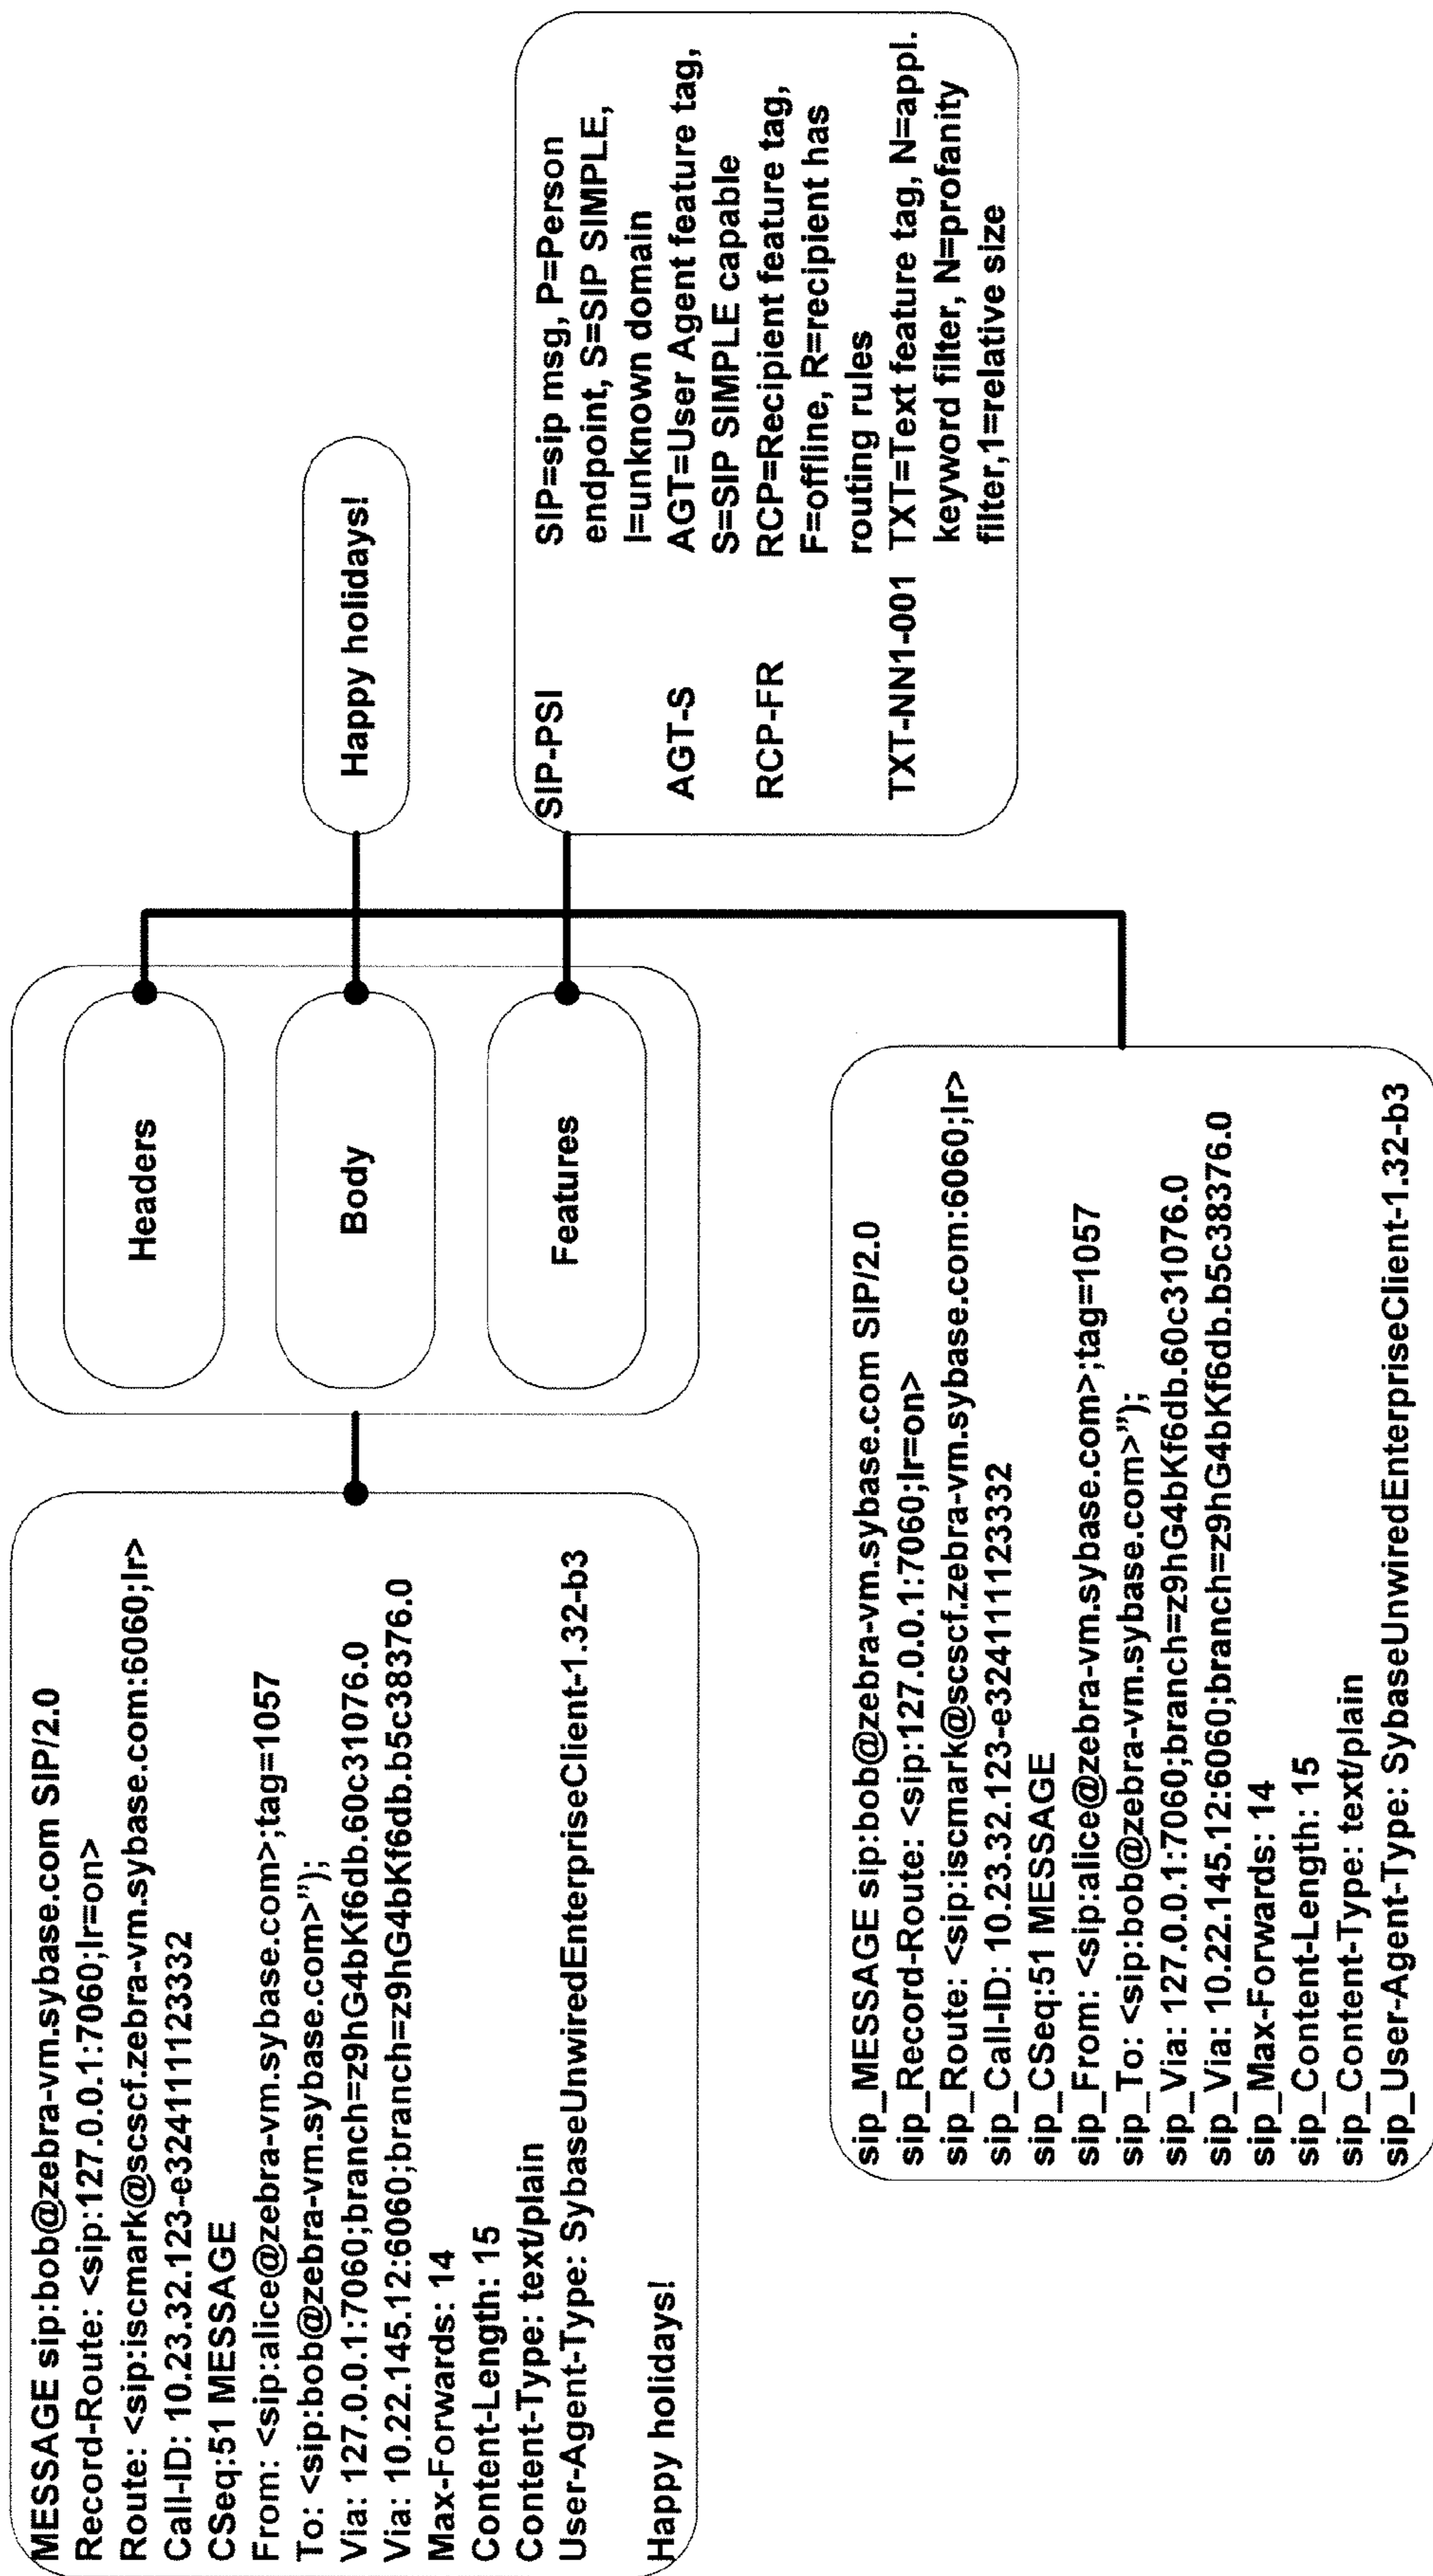 MESSAGE sip:bob@zebra-vm.sybase.com SIP/2.0
Record-Route: <sip:127.0.0.1:7060;lr=on>
Route: <sip:iscmark@scscf.zebra-vm.sybase.com:6060;lr>
Call-ID: 10.23.32.123-e3241112332
CSeq:51 MESSAGE
From: <sip:alice@zebra-vm.sybase.com>;tag=1057
To: <sip:bob@zebra-vm.sybase.com>”);
Via: 127.0.0.1:7060;branch=z9hG4bKf6db.60c31076.0
Via: 10.22.145.12:6060;branch=z9hG4bKf6db.b5c38376.0
Max-Forwards: 14
Content-Length: 15
Content-Type: text/plain
User-Agent-Type: SybaseUnwiredEnterpriseClient-1.32-b3
Happy holidays!
Headers
Body
Features
Happy holidays!
SIP-PSI SIP=sip msg, P=Person
endpoint, S=SIP SIMPLE,
I=unknown domain
AGT-S AGT=User Agent feature tag,
S=SIP SIMPLE capable
RCP-FR RCP=Recipient feature tag,
F=offline, R=recipient has
routing rules
TXT-NN1-001 TXT=Text feature tag, N=appl.
keyword filter, N=profanity
filter,1=relative size
sip_MESSAGE sip:bob@zebra-vm.sybase.com SIP/2.0
sip_Record-Route: <sip:127.0.0.1:7060;lr=on>
sip_Route: <sip:iscmark@scscf.zebra-vm.sybase.com:6060;lr>
sip_Call-ID: 10.23.32.123-e3241112332
sip_CSeq:51 MESSAGE
sip_From: <sip:alice@zebra-vm.sybase.com>;tag=1057
sip_To: <sip:bob@zebra-vm.sybase.com>”);
sip_Via: 127.0.0.1:7060;branch=z9hG4bKf6db.60c31076.0
sip_Via: 10.22.145.12:6060;branch=z9hG4bKf6db.b5c38376.0
sip_Max-Forwards: 14
sip_Content-Length: 15
sip_Content-Type: text/plain
sip_User-Agent-Type: SybaseUnwiredEnterpriseClient-1.32-b3